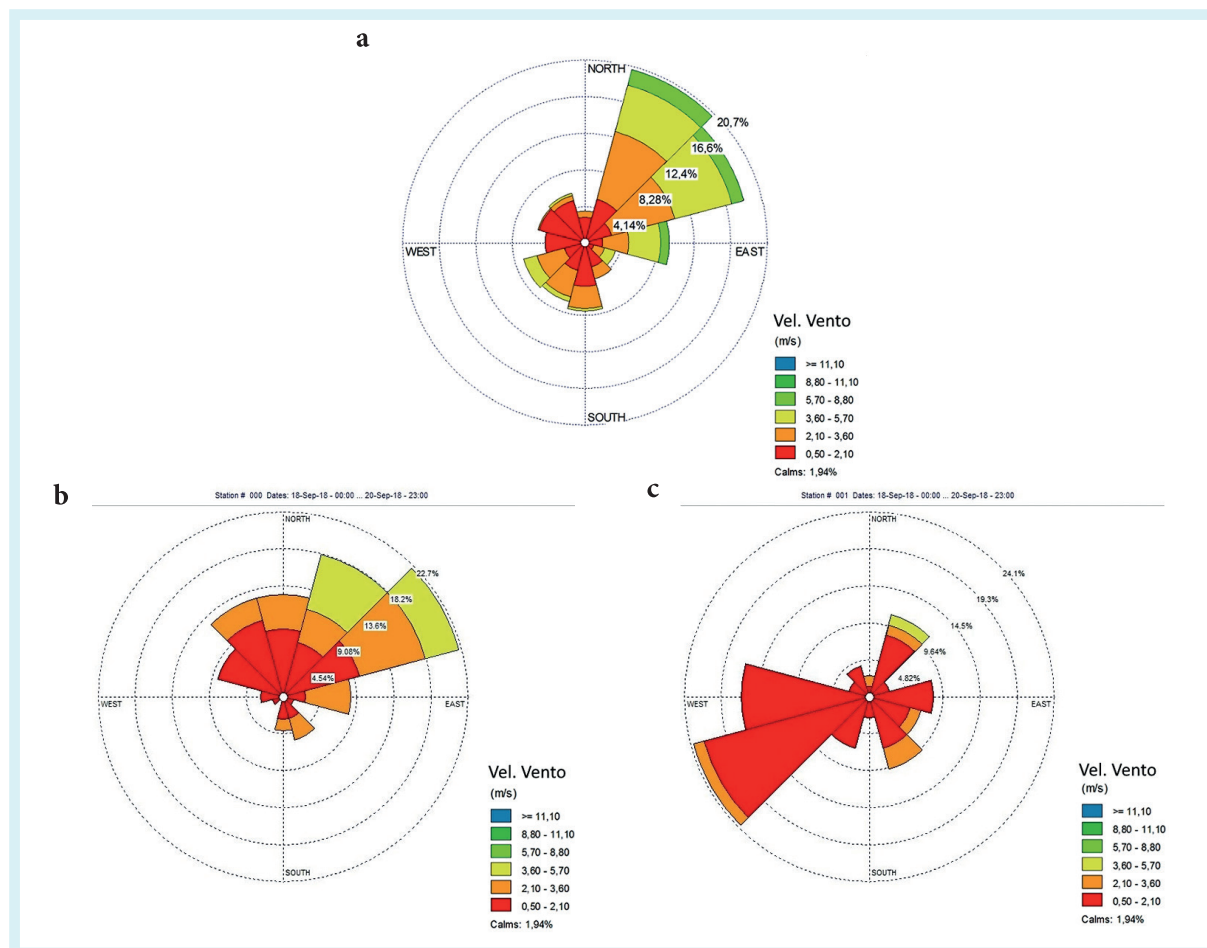 a
NORTH
20,7%
16,6%
12,4%
8,28%
4,14%
WEST
EAST
SOUTH
Vel. Vento
(m/s)
>= 11,10
8,80 - 11,10
5,70 - 8,80
3,60 - 5,70
2,10 - 3,60
0,50 - 2,10
Calms: 1,94%
b
Station # 000 Dates: 18-Sep-18 - 00:00 ... 20-Sep-18 - 23:00
NORTH
22.7%
18.2%
13.6%
9.08%
4.54%
WEST
EAST
SOUTH
Vel. Vento
(m/s)
>= 11,10
8,80 - 11,10
5,70 - 8,80
3,60 - 5,70
2,10 - 3,60
0,50 - 2,10
Calms: 1,94%
c
Station # 001 Dates: 18-Sep-18 - 00:00 ... 20-Sep-18 - 23:00
NORTH
24.1%
19.3%
14.5%
9.64%
4.82%
WEST
EAST
SOUTH
Vel. Vento
(m/s)
>= 11,10
8,80 - 11,10
5,70 - 8,80
3,60 - 5,70
2,10 - 3,60
0,50 - 2,10
Calms: 1,94%